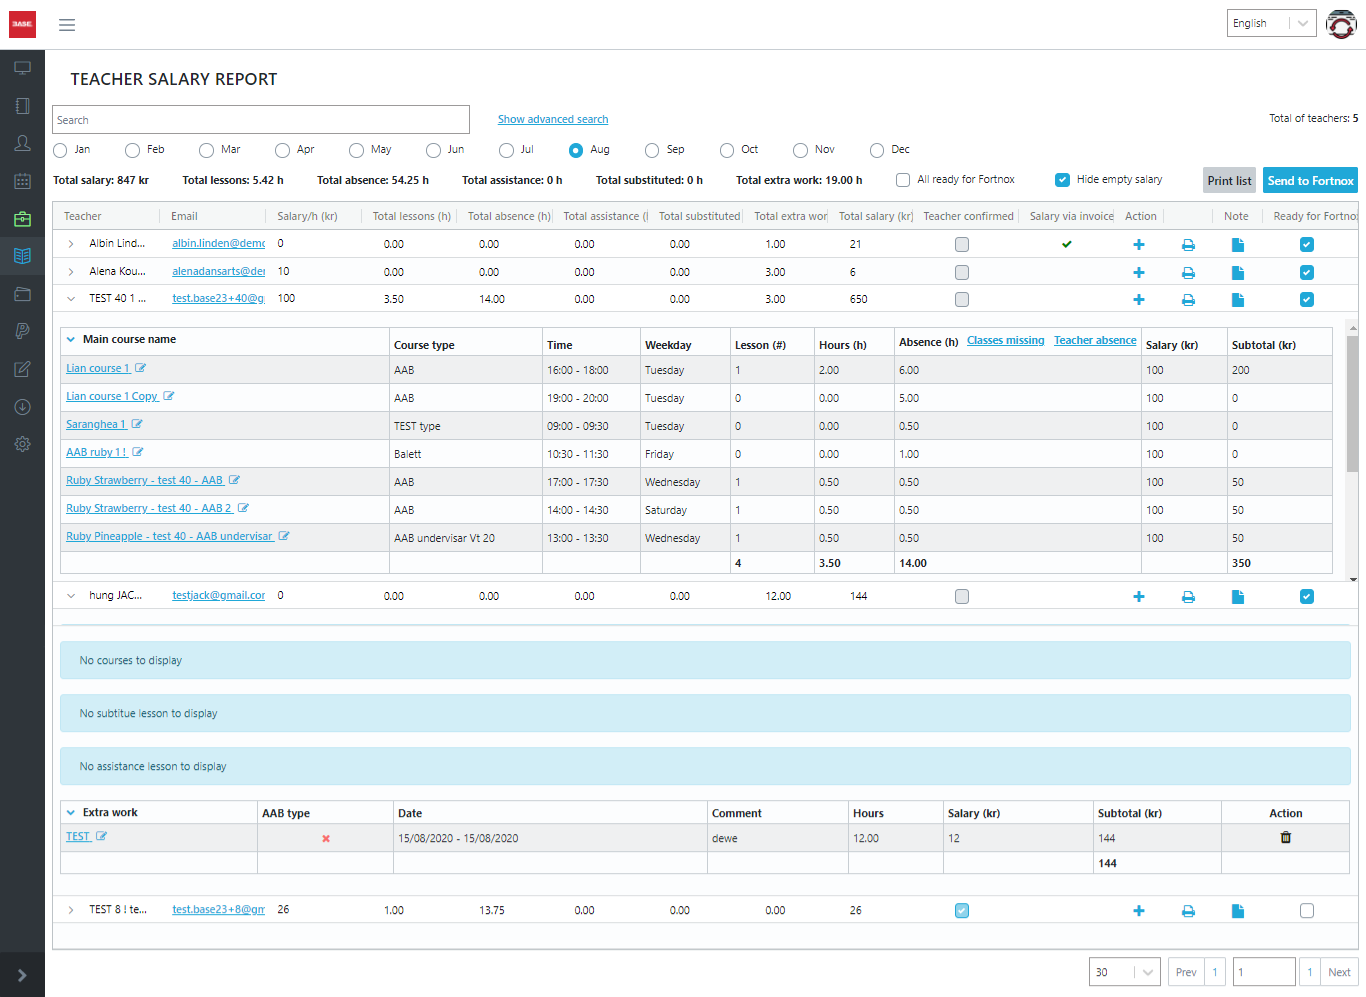 BASE
English
TEACHER SALARY REPORT
Search
Show advanced search
Total of teachers: 5
Jan Feb Mar Apr May Jun Jul Aug Sep Oct Nov Dec
Total salary: 847 kr Total lessons: 5.42 h Total absence: 54.25 h Total assistance: 0 h Total substituted: 0 h Total extra work: 19.00 h All ready for Fortnox Hide empty salary Print list Send to Fortnox
Teacher Email Salary/h (kr) Total lessons (h) Total absence (h) Total assistance ( Total substituted Total extra wor Total salary (kr) Teacher confirmed Salary via invoice Action Note Ready for Fortno
Albin Lind... albin.linden@demo 0 0.00 0.00 0.00 0.00 1.00 21
Alena Kou... alenadansarts@de 10 0.00 0.00 0.00 0.00 3.00 6
TEST 40 1 ... test.base23+40@g 100 3.50 14.00 0.00 0.00 3.00 650
Main course name Course type Time Weekday Lesson (#) Hours (h) Absence (h) Classes missing Teacher absence Salary (kr) Subtotal (kr)
Lian course 1 AAB 16:00 - 18:00 Tuesday 1 2.00 6.00 100 200
Lian course 1 Copy AAB 19:00 - 20:00 Tuesday 0 0.00 5.00 100 0
Saranghea 1 TEST type 09:00 - 09:30 Tuesday 0 0.00 0.50 100 0
AAB ruby 1 ! Balett 10:30 - 11:30 Friday 0 0.00 1.00 100 0
Ruby Strawberry - test 40 - AAB AAB 17:00 - 17:30 Wednesday 1 0.50 0.50 100 50
Ruby Strawberry - test 40 - AAB 2 AAB 14:00 - 14:30 Saturday 1 0.50 0.50 100 50
Ruby Pineapple - test 40 - AAB undervisar AAB undervisar Vt 20 13:00 - 13:30 Wednesday 1 0.50 0.50 100 50
4 3.50 14.00 350
hung JAC... testjack@gmail.cor 0 0.00 0.00 0.00 0.00 12.00 144
No courses to display
No subtitue lesson to display
No assistance lesson to display
Extra work AAB type Date Comment Hours Salary (kr) Subtotal (kr) Action
TEST 15/08/2020 - 15/08/2020 dewe 12.00 12 144
144
TEST 8 ! te... test.base23+8@gm 26 1.00 13.75 0.00 0.00 0.00 26
30 Prev 1 1 1 Next